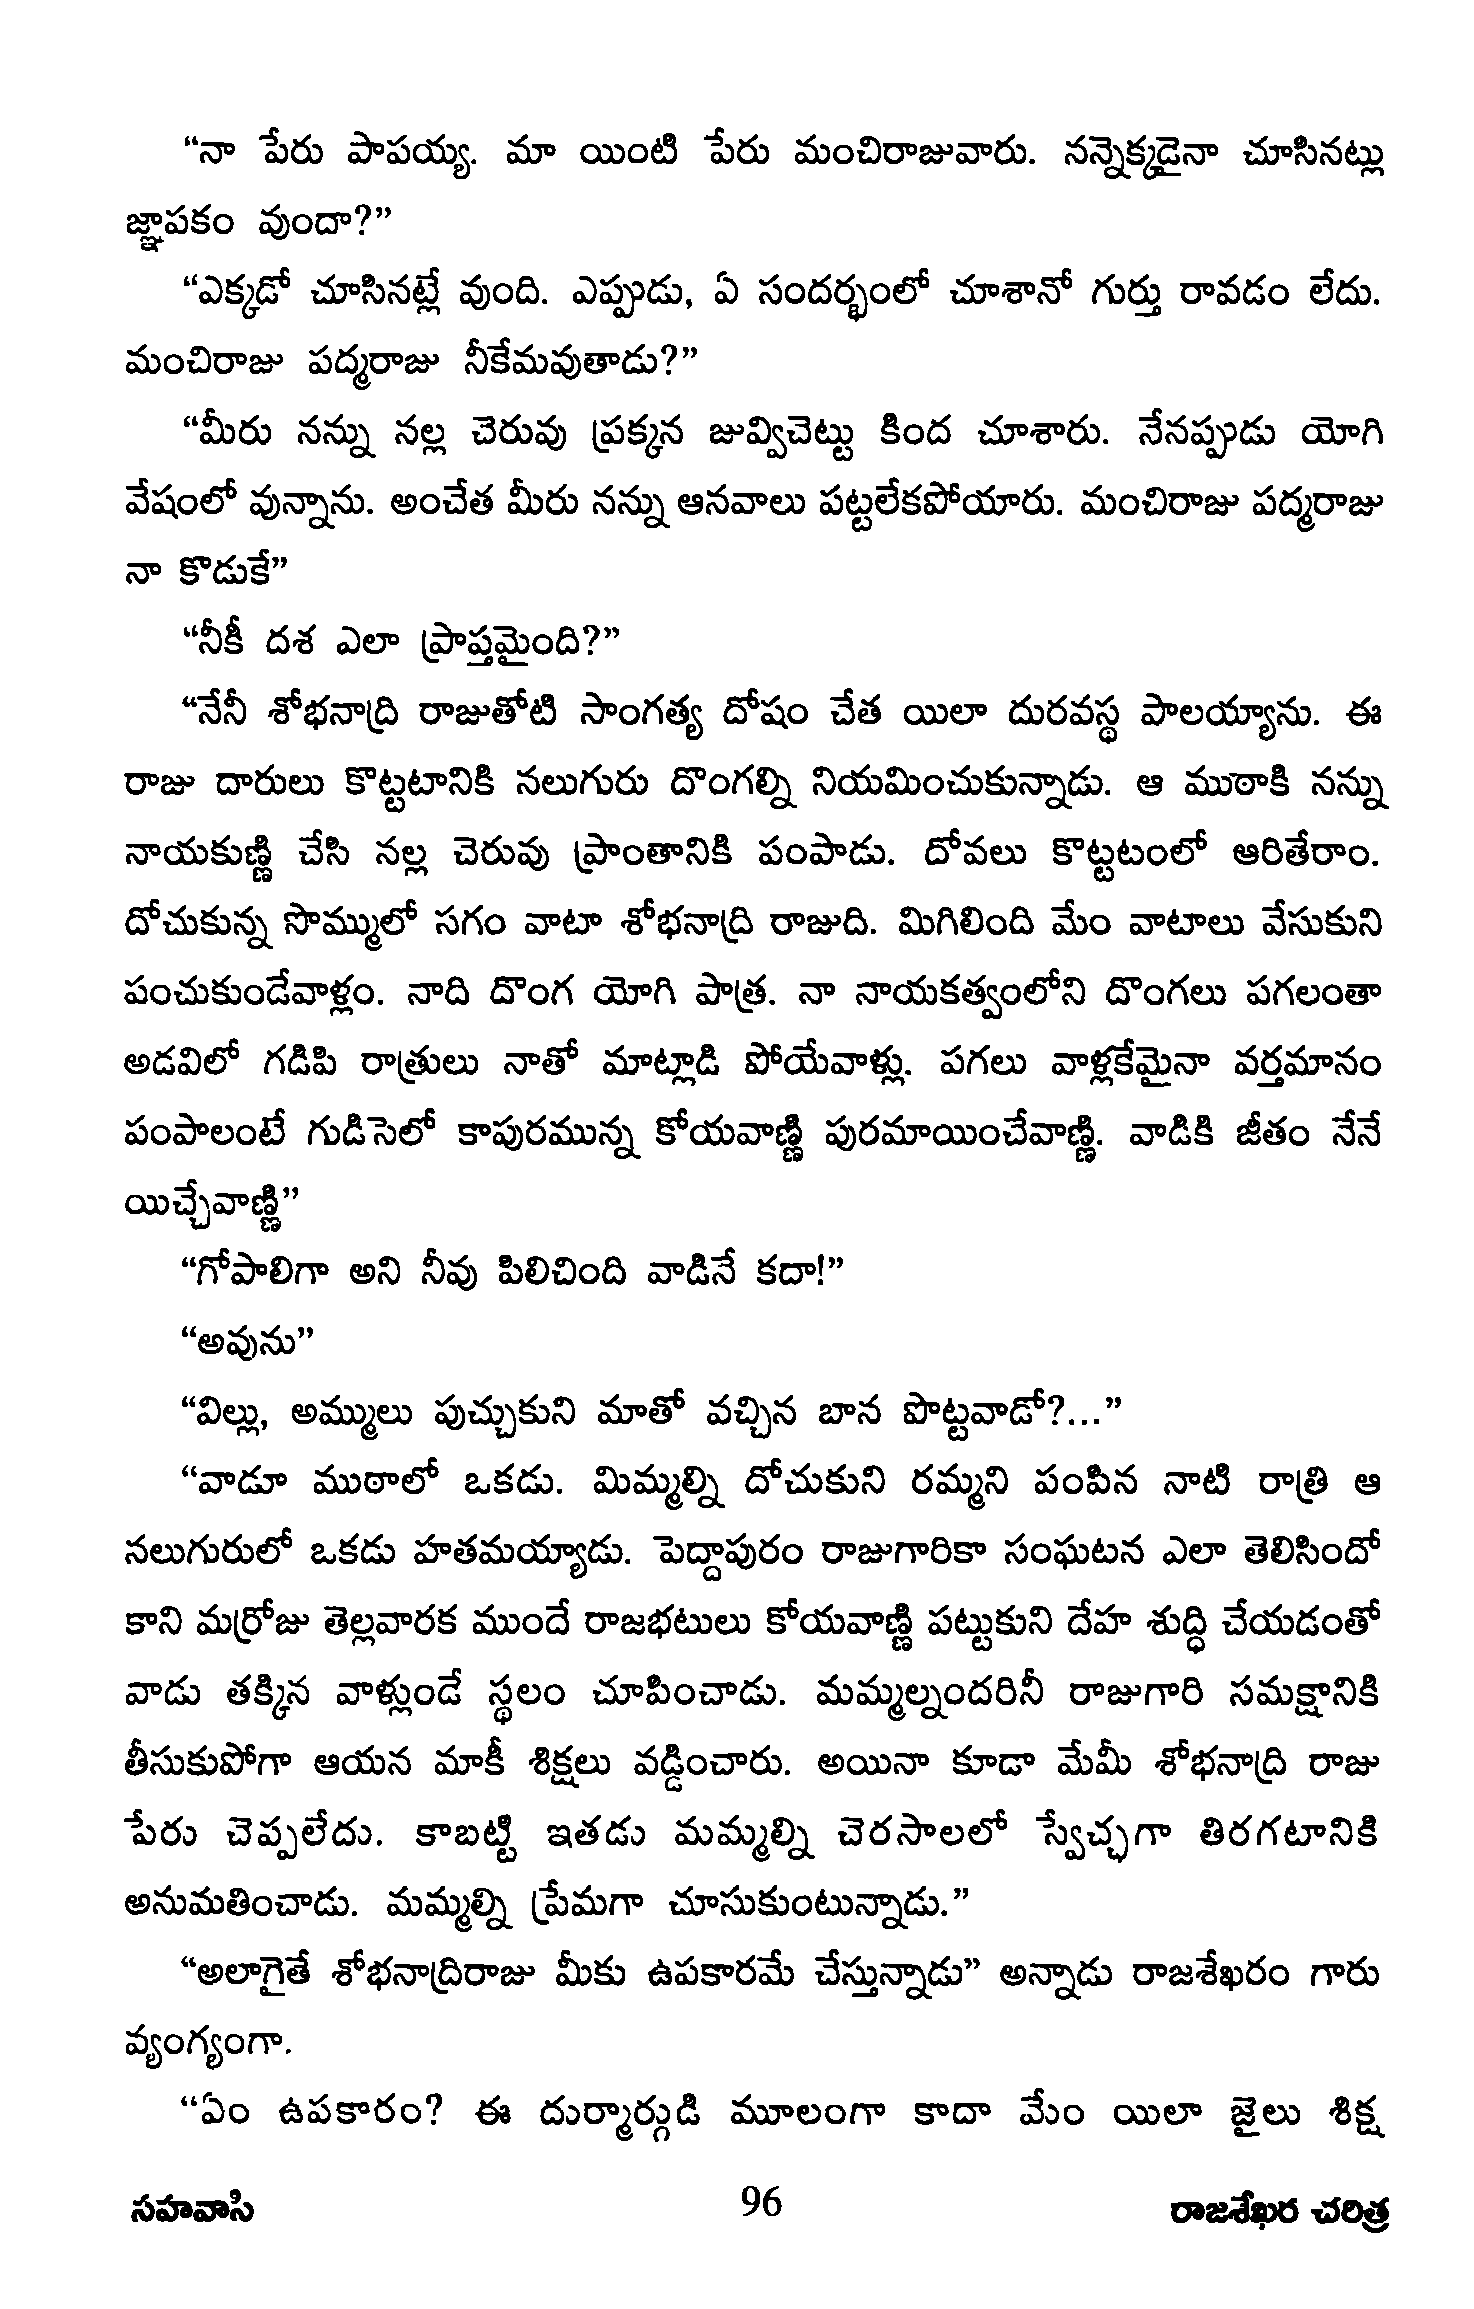 “నా పేరు పాపయ్య. మా యింటి పేరు మంచిరాజువారు. నన్నెక్కడైనా చూసినట్లు
జ్ఞాపకం వుందా?”
“ఎక్కడో చూసినట్లే వుంది. ఎప్పుడు, ఏ సందర్భంలో చూశానో గుర్తు రావడం లేదు.
మంచిరాజు పద్మరాజు నీకేమవుతాడు?”
“మీరు నన్ను నల్ల చెరువు ప్రక్కన జువ్విచెట్టు కింద చూశారు. నేనప్పుడు యోగి
వేషంలో వున్నాను. అంచేత మీరు నన్ను ఆనవాలు పట్టలేకపోయారు. మంచిరాజు పద్మరాజు
నా కొడుకే”
“నీకీ దశ ఎలా ప్రాప్తమైంది?”
“నేనీ శోభనాద్రి రాజుతోటి సాంగత్య దోషం చేత యిలా దురవస్థ పాలయ్యాను. ఈ
రాజు దారులు కొట్టటానికి నలుగురు దొంగల్ని నియమించుకున్నాడు. ఆ ముఠాకి నన్ను
నాయకుణ్ణి చేసి నల్ల చెరువు ప్రాంతానికి పంపాడు. దోవలు కొట్టటంలో ఆరితేరాం.
దోచుకున్న సొమ్ములో సగం వాటా శోభనాద్రి రాజుది. మిగిలింది మేం వాటాలు వేసుకుని
పంచుకుండేవాళ్లం. నాది దొంగ యోగి పాత్ర. నా నాయకత్వంలోని దొంగలు పగలంతా
అడవిలో గడిపి రాత్రులు నాతో మాట్లాడి పోయేవాళ్లు. పగలు వాళ్లకేమైనా వర్తమానం
పంపాలంటే గుడిసెలో కాపురమున్న కోయవాణ్ణి పురమాయించేవాణ్ణి. వాడికి జీతం నేనే
యిచ్చేవాణ్ణి”
“గోపాలిగా అని నీవు పిలిచింది వాడినే కదా!”
“అవును”
“విల్లు, అమ్ములు పుచ్చుకుని మాతో వచ్చిన బాన పొట్టవాడో?...”
“వాడూ ముఠాలో ఒకడు. మిమ్మల్ని దోచుకుని రమ్మని పంపిన నాటి రాత్రి ఆ
నలుగురులో ఒకడు హతమయ్యాడు. పెద్దాపురం రాజుగారికా సంఘటన ఎలా తెలిసిందో
కాని మర్రోజు తెల్లవారక ముందే రాజభటులు కోయవాణ్ణి పట్టుకుని దేహ శుద్ధి చేయడంతో
వాడు తక్కిన వాళ్లుండే స్థలం చూపించాడు. మమ్మల్నందరినీ రాజుగారి సమక్షానికి
తీసుకుపోగా ఆయన మాకీ శిక్షలు వడ్డించారు. అయినా కూడా మేమీ శోభనాద్రి రాజు
పేరు చెప్పలేదు. కాబట్టి ఇతడు మమ్మల్ని చెరసాలలో స్వేచ్ఛగా తిరగటానికి
అనుమతించాడు. మమ్మల్ని ప్రేమగా చూసుకుంటున్నాడు.”
“అలాగైతే శోభనాద్రిరాజు మీకు ఉపకారమే చేస్తున్నాడు” అన్నాడు రాజశేఖరం గారు
వ్యంగ్యంగా.
“ఏం ఉపకారం? ఈ దుర్మార్గుడి మూలంగా కాదా మేం యిలా జైలు శిక్ష
సహవాసి 96 రాజశేఖర చరిత్ర